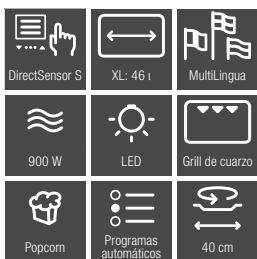 DirectSensor S
XL: 46 l
MultiLingua
900 W
LED
Grill de cuarzo
Popcorn
Programas
automáticos
40 cm